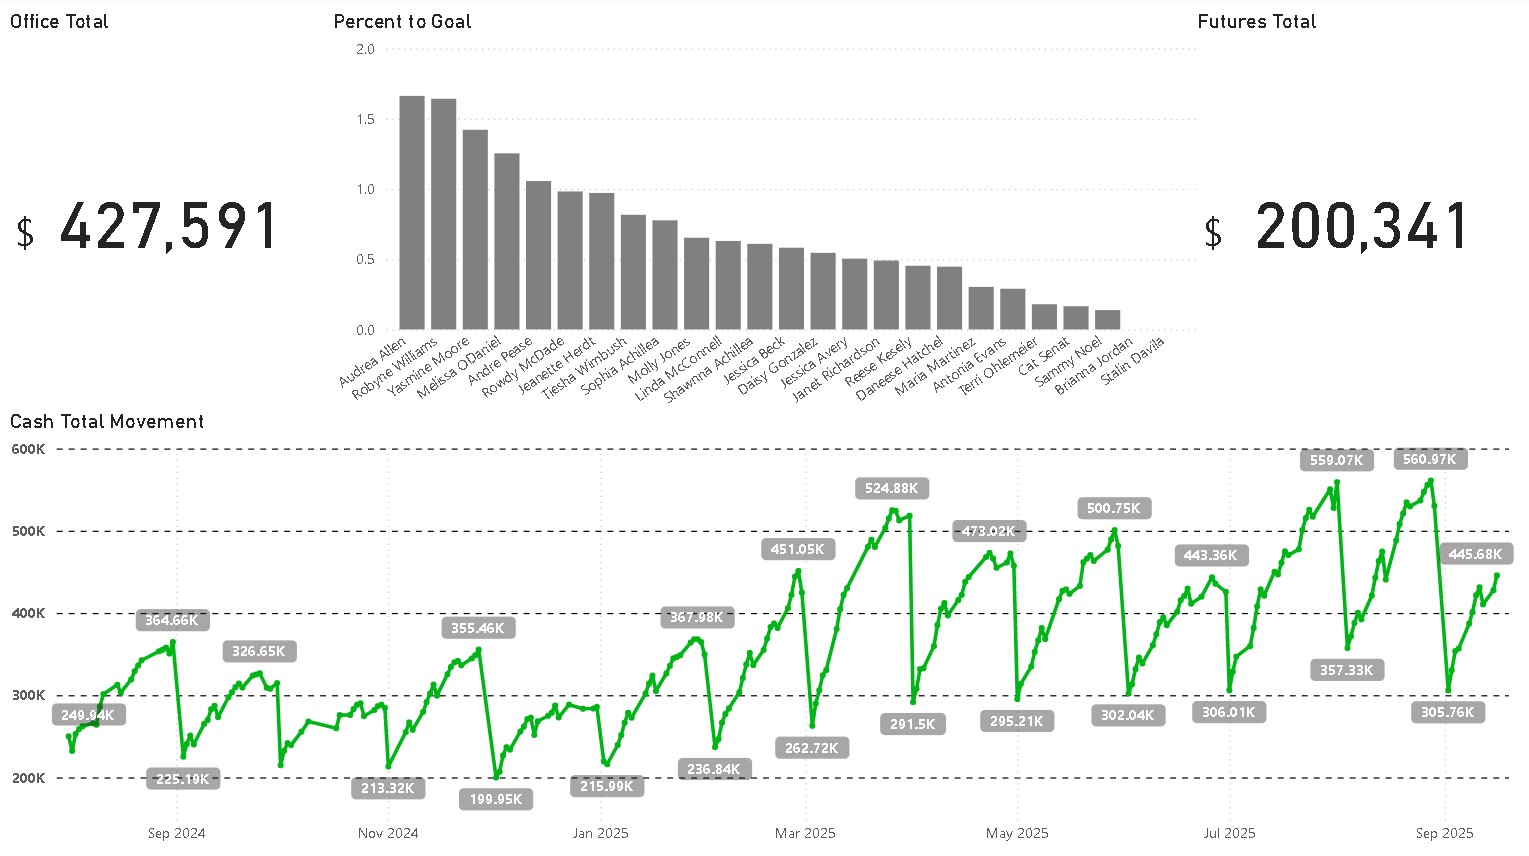 Office Total
Percent to Goal
Futures Total
2.0
1.5
1.0
0.5
0.0
$ 427,591
$ 200,341
Audrea Allen
Robyne Williams
Yasmine Moore
Melissa ODaniel
Andre Pease
Rowdy McDade
Jeanette Herdt
Tiesha Wimbush
Sophia Achillea
Molly Jones
Linda McConnell
Shawnna Achillea
Jessica Beck
Daisy Gonzalez
Jessica Avery
Janet Richardson
Reese Kesely
Daneese Hatchel
Maria Martinez
Antonia Evans
Terri Ohlemeier
Cat Senat
Sammy Noel
Brianna Jordan
Stalin Davila
Cash Total Movement
600K
500K
400K
300K
200K
249.94K
364.66K
225.19K
326.65K
213.32K
355.46K
199.95K
215.99K
367.98K
236.84K
451.05K
262.72K
524.88K
291.5K
473.02K
295.21K
500.75K
302.04K
443.36K
306.01K
559.07K
357.33K
560.97K
305.76K
445.68K
Sep 2024
Nov 2024
Jan 2025
Mar 2025
May 2025
Jul 2025
Sep 2025